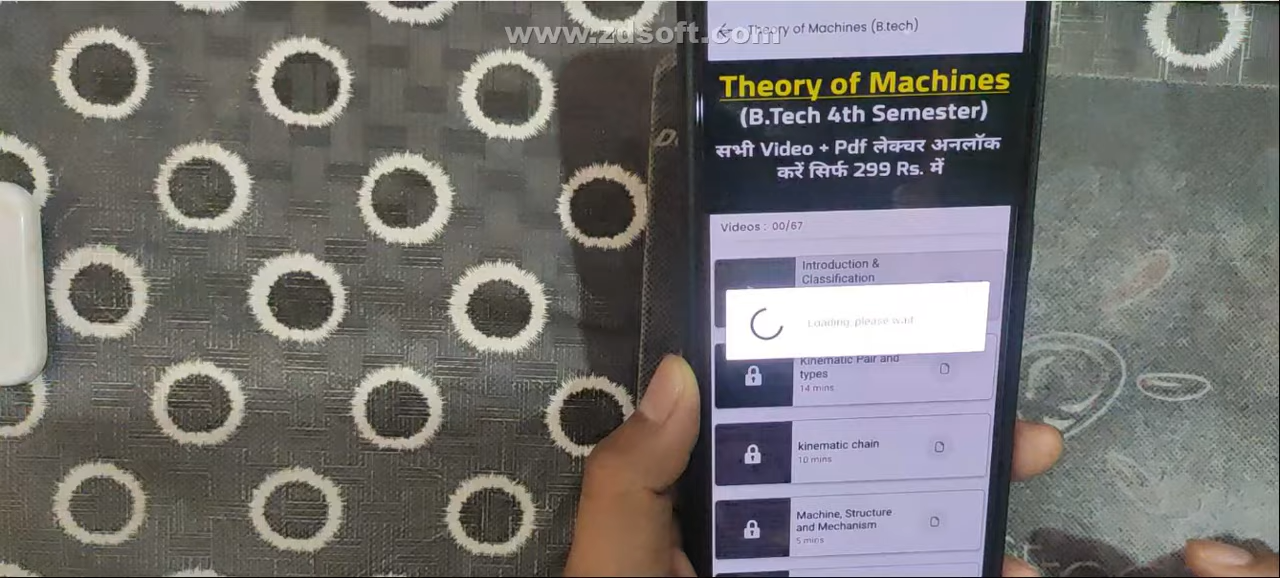 www.zdsoft.com
Theory of Machines (B.tech)
Theory of Machines
(B.Tech 4th Semester)
सभी Video + Pdf लेक्चर अनलॉक
करें सिर्फ 299 Rs. में
Videos : 00/67
Introduction &
Classification
Loading, please wait
Kinematic Pair and
types
14 mins
kinematic chain
10 mins
Machine, Structure
and Mechanism
5 mins